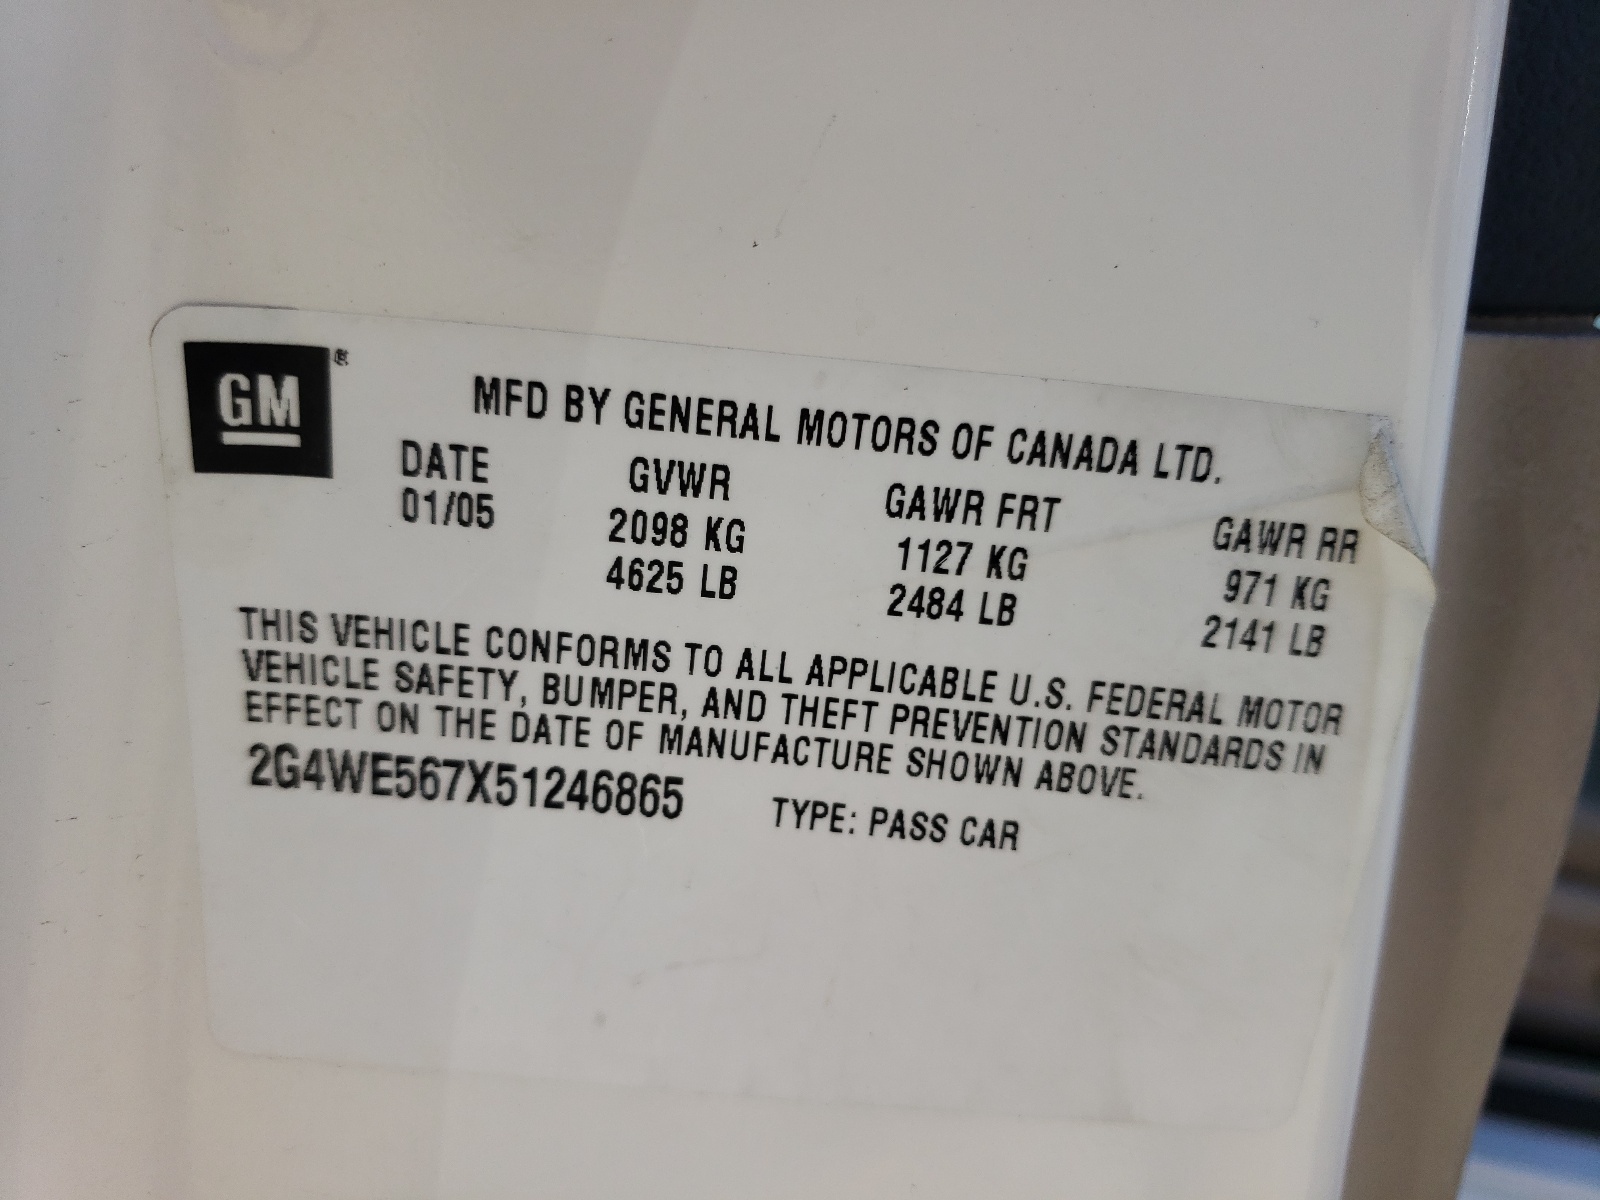 GM ®
MFD BY GENERAL MOTORS OF CANADA LTD.
DATE GVWR GAWR FRT GAWR RR
01/05 2098 KG 1127 KG 971 KG
4625 LB 2484 LB 2141 LB
THIS VEHICLE CONFORMS TO ALL APPLICABLE U.S. FEDERAL MOTOR
VEHICLE SAFETY, BUMPER, AND THEFT PREVENTION STANDARDS IN
EFFECT ON THE DATE OF MANUFACTURE SHOWN ABOVE.
2G4WE567X51246865 TYPE: PASS CAR